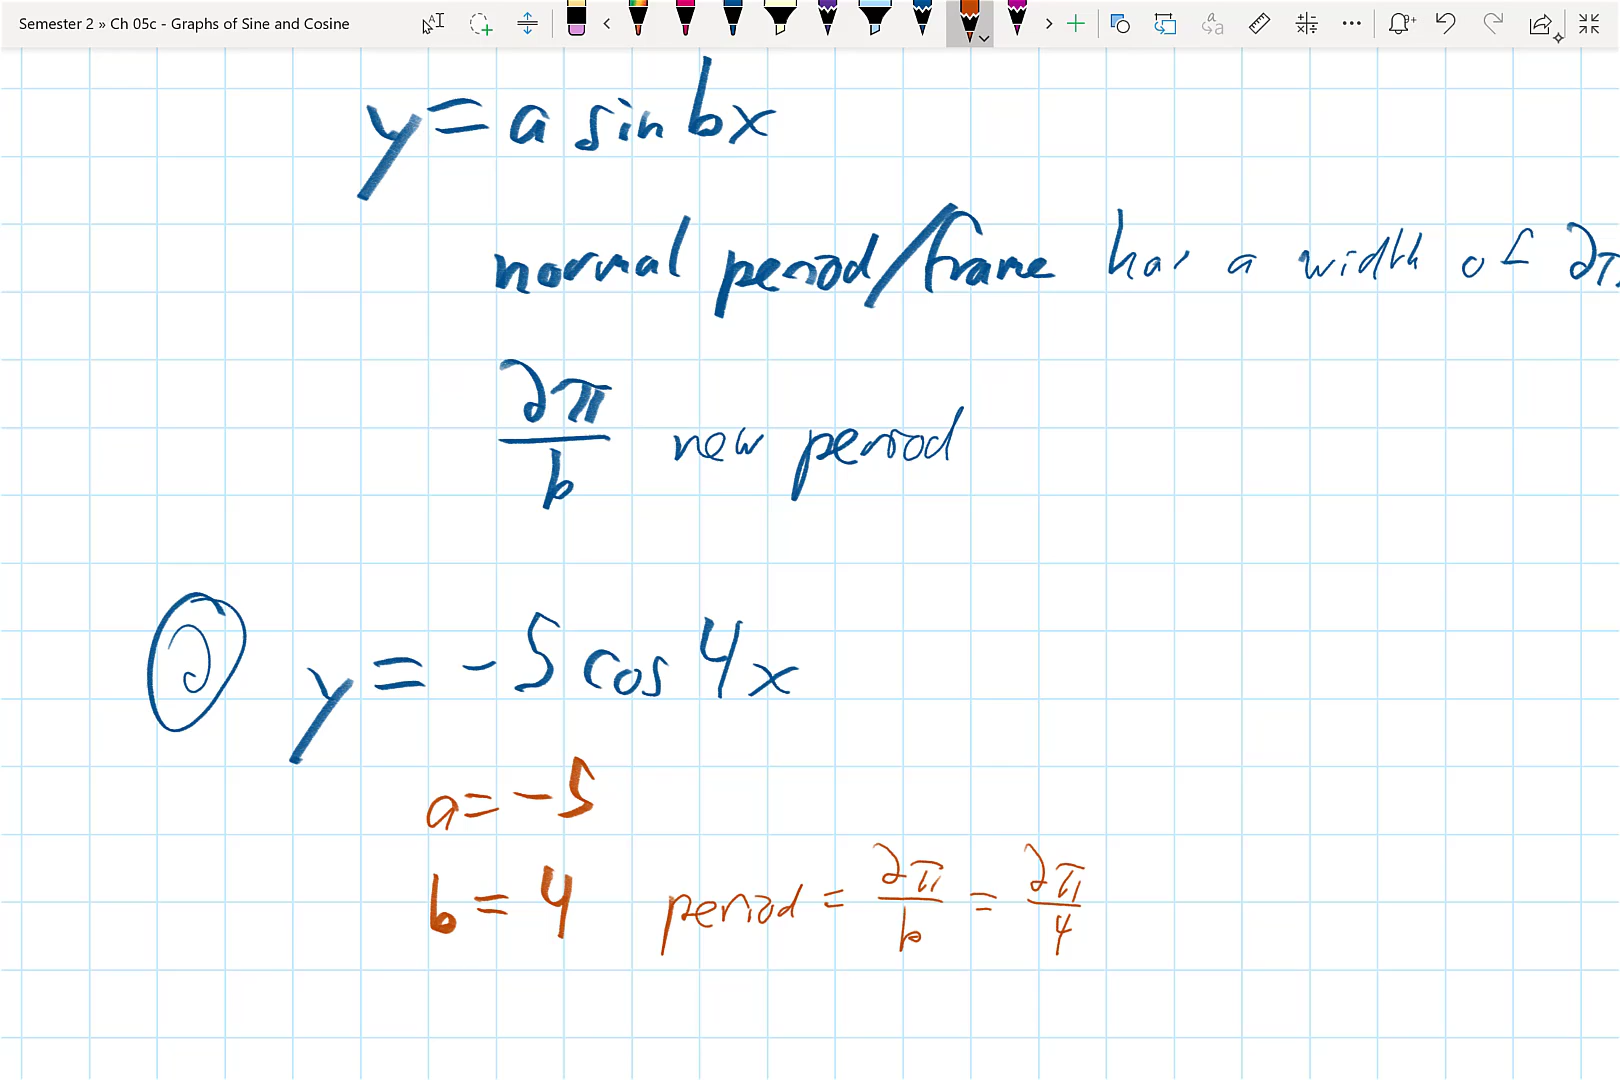 Semester 2 » Ch 05c - Graphs of Sine and Cosine
y = a sin bx
normal period/frame has a width of 2π
2π/b new period
② y = -5 cos 4x
a = -5
b = 4 period = 2π/b = 2π/4